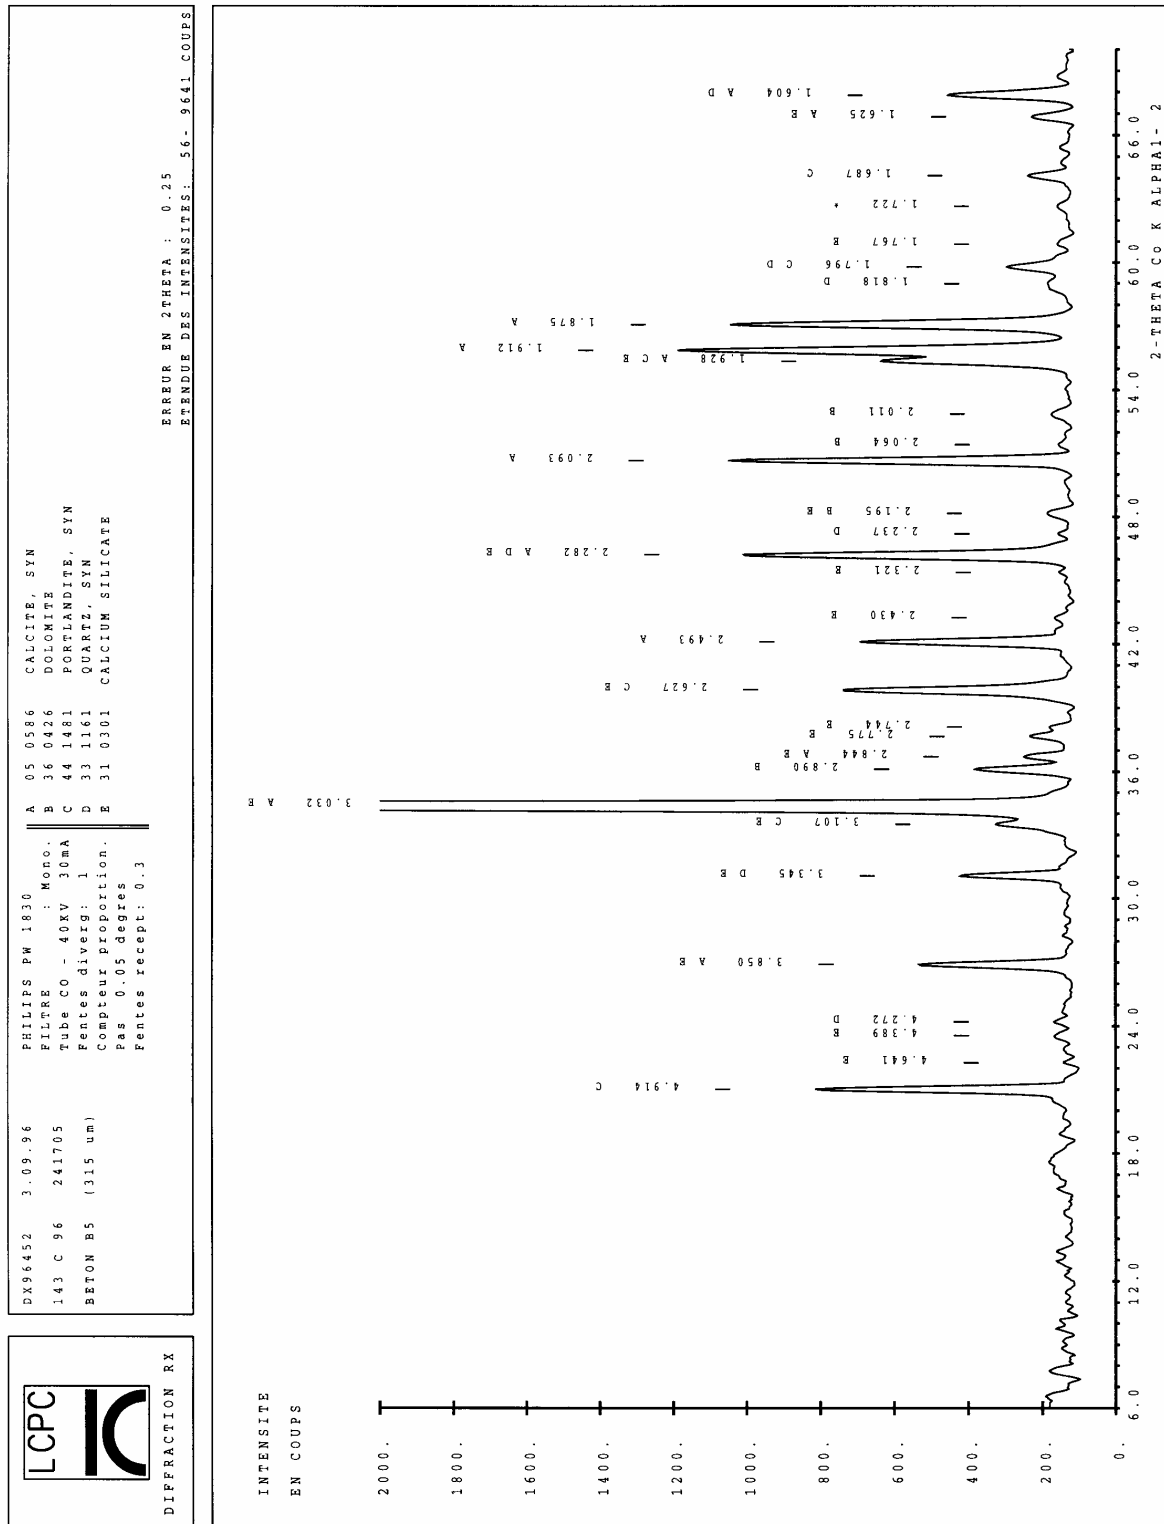 LCPC
DIFFRACTION RX
DX96452 3.09.96
143 C 96 241705
BETON B5 (315 um)
PHILIPS PW 1830
FILTRE : Mono.
Tube CO - 40KV 30mA
Fentes diverg: 1
Compteur proportion.
Pas 0.05 degres
Fentes recept: 0.3
A 05 0586 CALCITE, SYN
B 36 0426 DOLOMITE
C 44 1481 PORTLANDITE, SYN
D 33 1161 QUARTZ, SYN
E 31 0301 CALCIUM SILICATE
ERREUR EN 2THETA : 0.25
ETENDUE DES INTENSITES: 56- 9641 COUPS
INTENSITE
EN COUPS
2000.
1800.
1600.
1400.
1200.
1000.
800.
600.
400.
200.
0.
4.914 C
4.641 E
4.389 E
4.272 D
3.850 A E
3.345 D E
3.107 C E
3.032 A E
2.890 B
2.844 A E
2.775 E
2.744 E
2.627 C E
2.493 A
2.430 E
2.321 E
2.282 A D E
2.237 D
2.195 B E
2.093 A
2.064 B
2.011 B
1.928 A C E
1.912 A
1.875 A
1.818 D
1.796 C D
1.767 E
1.722 *
1.687 C
1.625 A E
1.604 A D
6.0 12.0 18.0 24.0 30.0 36.0 42.0 48.0 54.0 60.0 66.0
2-THETA Co K ALPHA1- 2